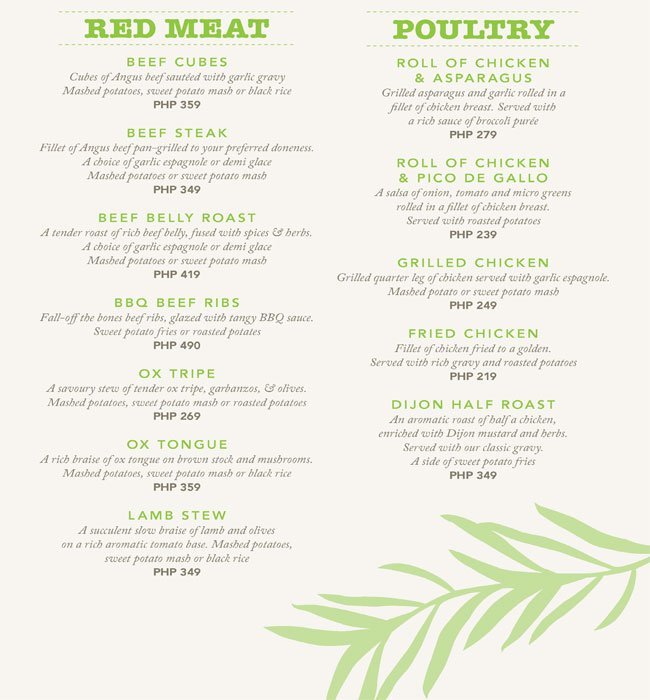 RED MEAT
BEEF CUBES
Cubes of Angus beef sautéed with garlic gravy
Mashed potatoes, sweet potato mash or black rice
PHP 359
BEEF STEAK
Fillet of Angus beef pan-grilled to your preferred doneness.
A choice of garlic espagnole or demi glace
Mashed potatoes or sweet potato mash
PHP 349
BEEF BELLY ROAST
A tender roast of rich beef belly, fused with spices & herbs.
A choice of garlic espagnole or demi glace
Mashed potatoes or sweet potato mash
PHP 419
BBQ BEEF RIBS
Fall-off the bones beef ribs, glazed with tangy BBQ sauce.
Sweet potato fries or roasted potates
PHP 490
OX TRIPE
A savoury stew of tender ox tripe, garbanzos, & olives.
Mashed potatoes, sweet potato mash or roasted potatoes
PHP 269
OX TONGUE
A rich braise of ox tongue on brown stock and mushrooms.
Mashed potatoes, sweet potato mash or black rice
PHP 359
LAMB STEW
A succulent slow braise of lamb and olives
on a rich aromatic tomato base. Mashed potatoes,
sweet potato mash or black rice
PHP 349
POULTRY
ROLL OF CHICKEN
& ASPARAGUS
Grilled asparagus and garlic rolled in a
fillet of chicken breast. Served with
a rich sauce of broccoli purée
PHP 279
ROLL OF CHICKEN
& PICO DE GALLO
A salsa of onion, tomato and micro greens
rolled in a fillet of chicken breast.
Served with roasted potatoes
PHP 239
GRILLED CHICKEN
Grilled quarter leg of chicken served with garlic espagnole.
Mashed potato or sweet potato mash
PHP 249
FRIED CHICKEN
Fillet of chicken fried to a golden.
Served with rich gravy and roasted potatoes
PHP 219
DIJON HALF ROAST
An aromatic roast of half a chicken,
enriched with Dijon mustard and herbs.
Served with our classic gravy.
A side of sweet potato fries
PHP 349